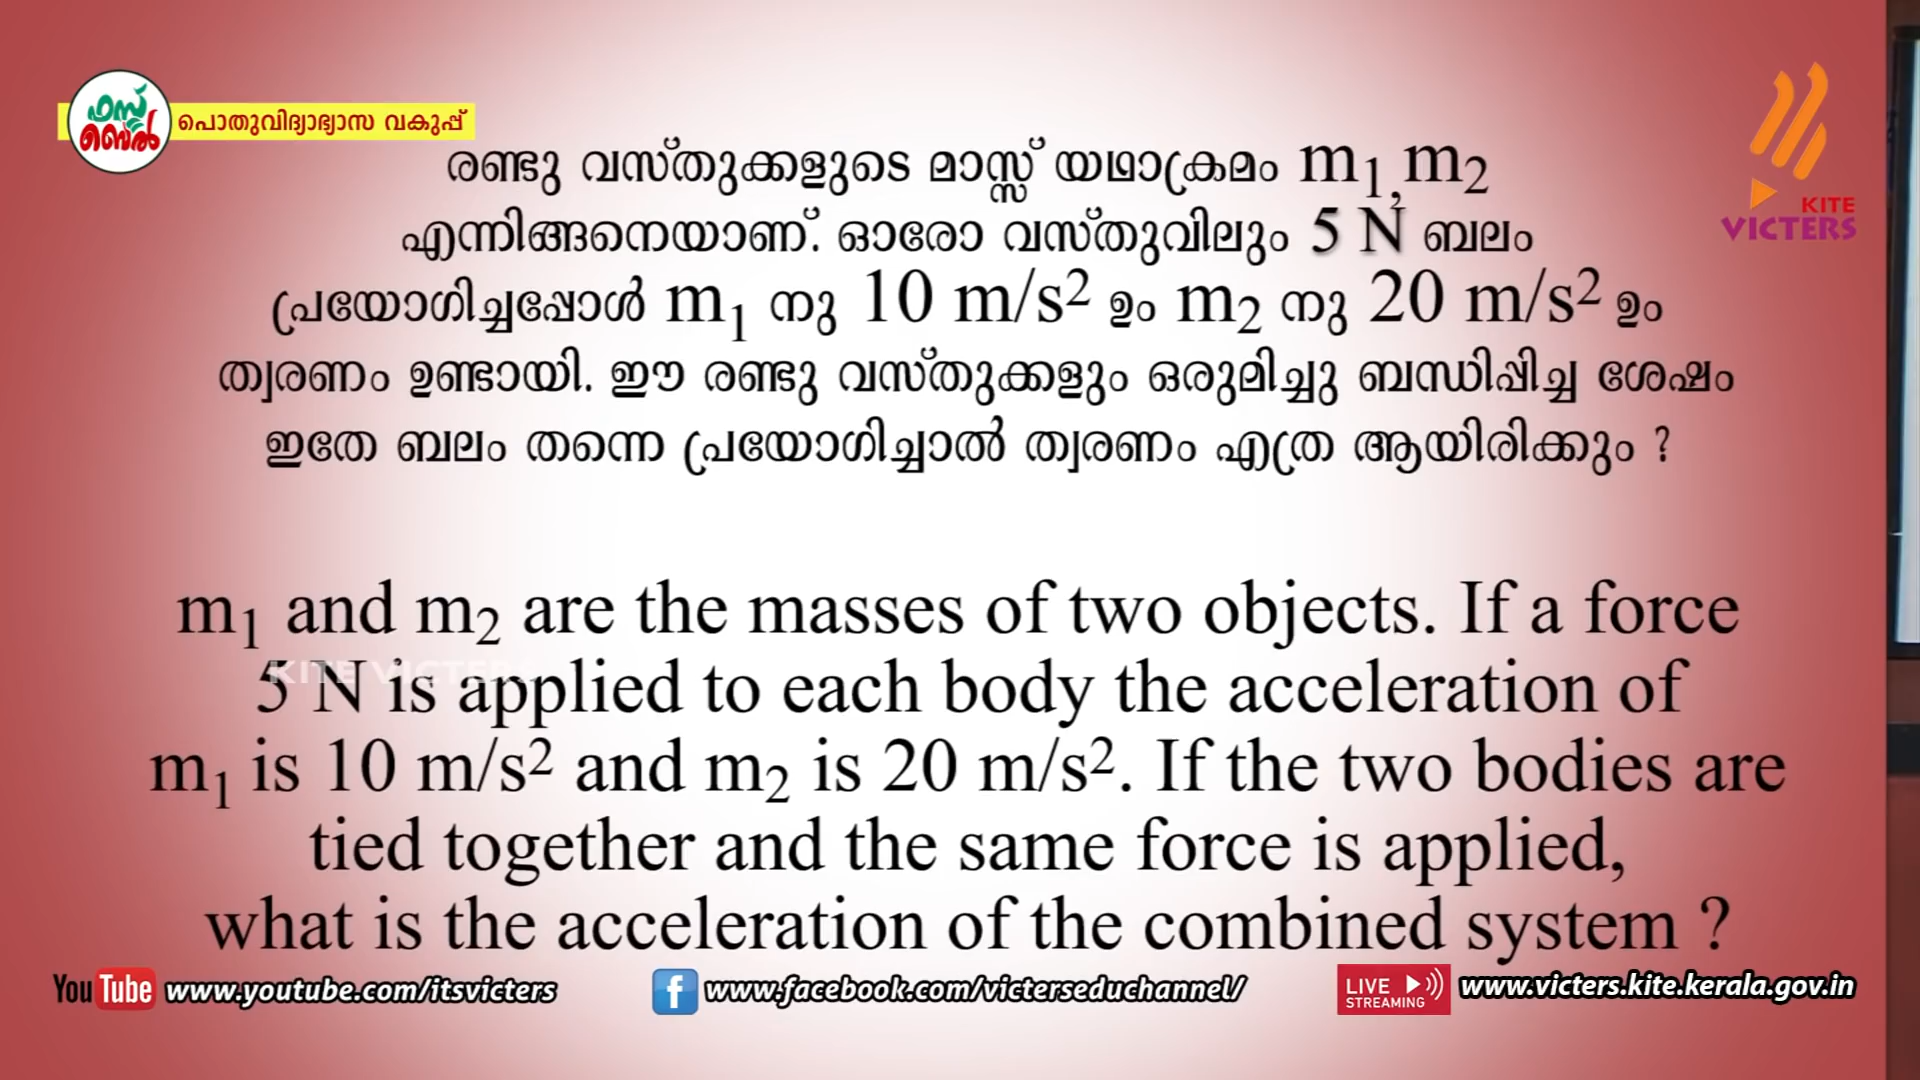 ഫസ്റ്റ്
ബെൽ
പൊതുവിദ്യാഭ്യാസ വകുപ്പ്
KITE
VICTERS
രണ്ടു വസ്തുക്കളുടെ മാസ്സ് യഥാക്രമം m₁,m₂
എന്നിങ്ങനെയാണ്. ഓരോ വസ്തുവിലും 5 N ബലം
പ്രയോഗിച്ചപ്പോൾ m₁ നു 10 m/s² ഉം m₂ നു 20 m/s² ഉം
ത്വരണം ഉണ്ടായി. ഈ രണ്ടു വസ്തുക്കളും ഒരുമിച്ചു ബന്ധിപ്പിച്ച ശേഷം
ഇതേ ബലം തന്നെ പ്രയോഗിച്ചാൽ ത്വരണം എത്ര ആയിരിക്കും ?
m₁ and m₂ are the masses of two objects. If a force
KITE VICTERS
5 N is applied to each body the acceleration of
m₁ is 10 m/s² and m₂ is 20 m/s². If the two bodies are
tied together and the same force is applied,
what is the acceleration of the combined system ?
YouTube www.youtube.com/itsvicters
f www.facebook.com/victerseduchannel/
LIVE STREAMING www.victers.kite.kerala.gov.in